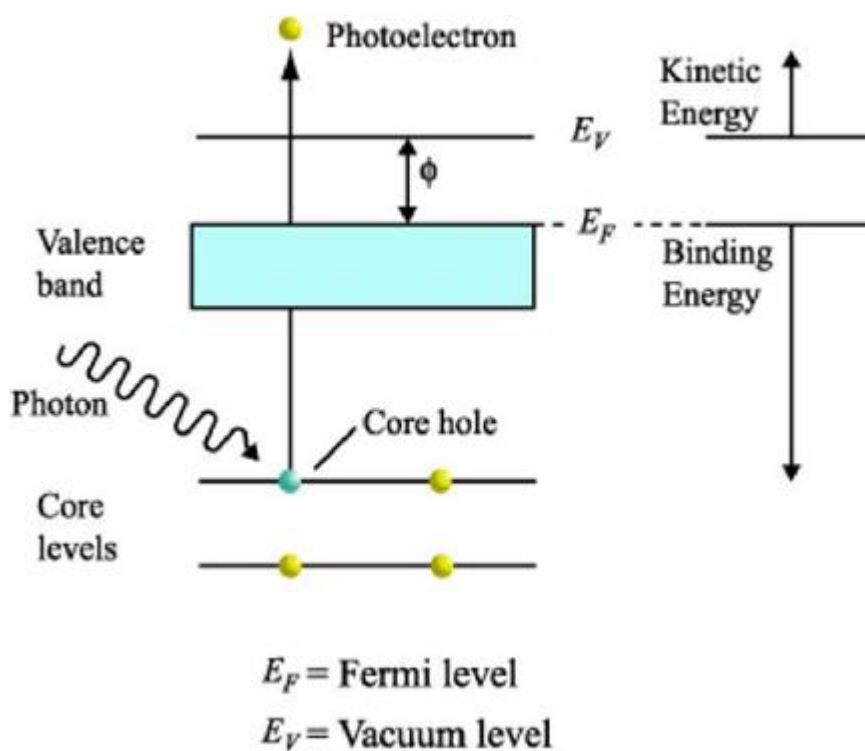 Photoelectron
Kinetic
Energy
E_V
ϕ
E_F
Valence
band
Binding
Energy
Photon
Core hole
Core
levels
E_F = Fermi level
E_V = Vacuum level